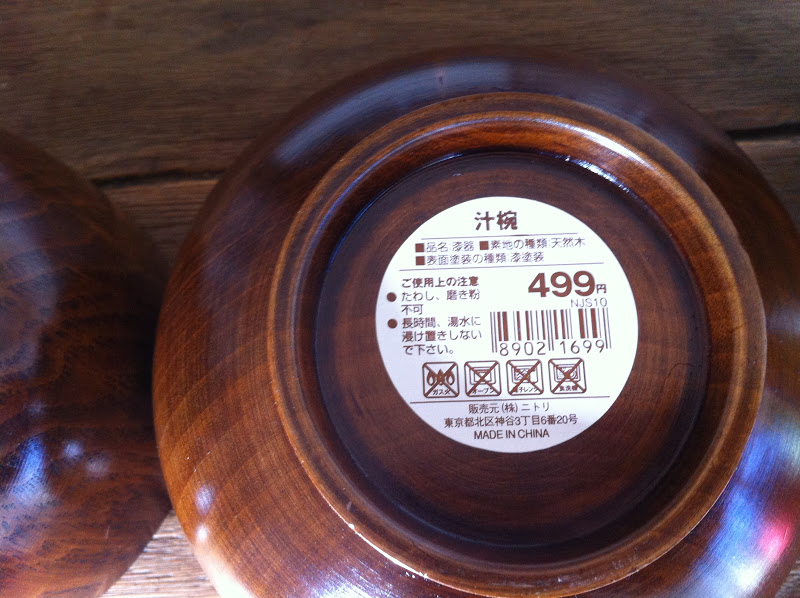 汁椀
■品名 漆器 ■素地の種類 天然木
■表面塗装の種類 漆塗装
ご使用上の注意
● たわし、磨き粉
不可
● 長時間、湯水に
浸け置きしない
で下さい。
499円
NJS10
8902 1699
ガス火 オーブン 電子レンジ 食洗機
販売元 (株)ニトリ
東京都北区神谷3丁目6番20号
MADE IN CHINA